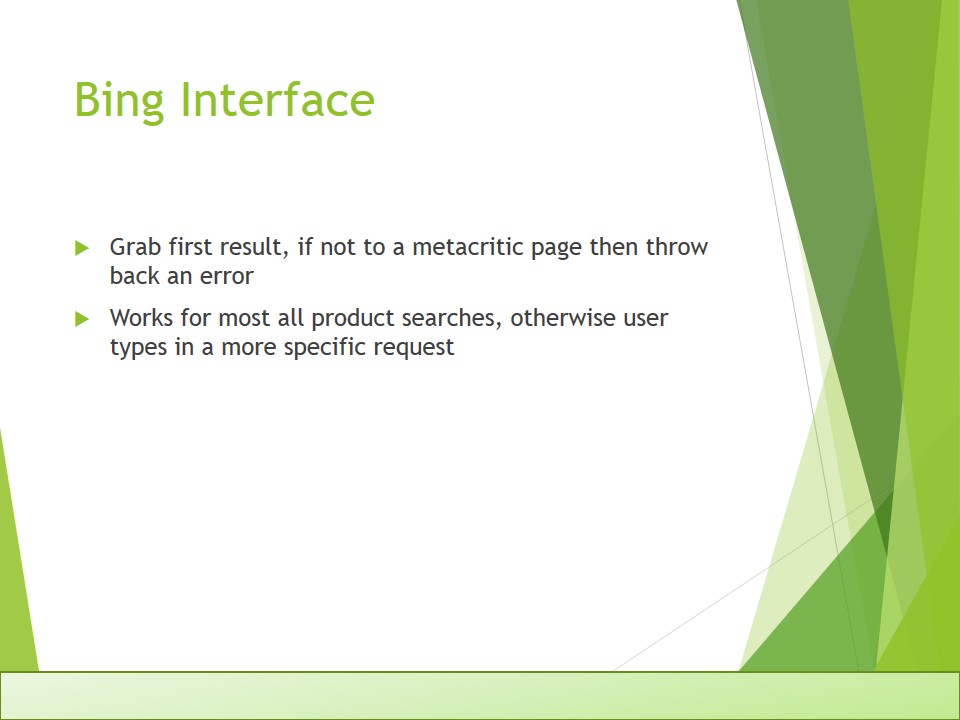 Bing Interface
Grab first result, if not to a metacritic page then throw
back an error
Works for most all product searches, otherwise user
types in a more specific request